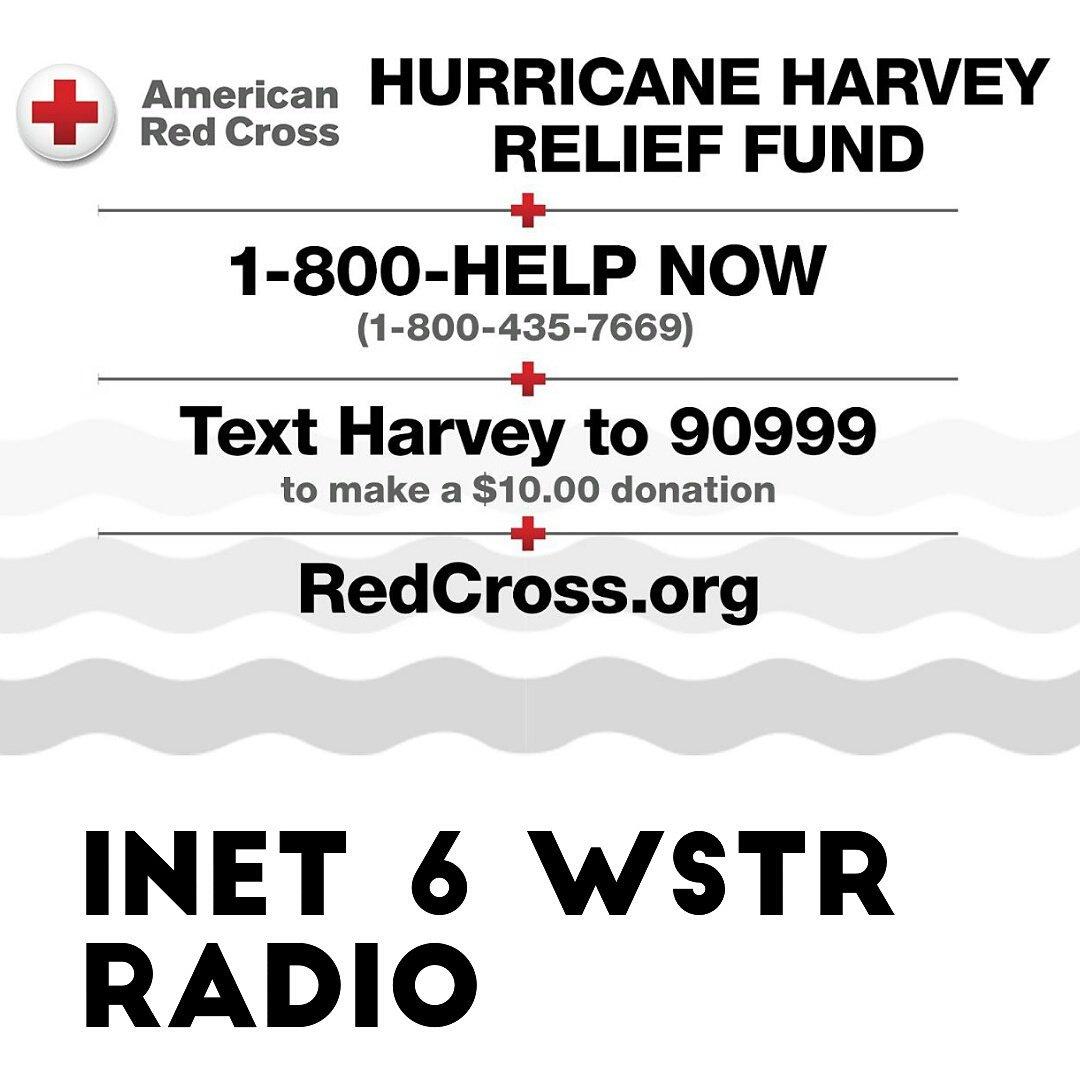 American
Red Cross
HURRICANE HARVEY
RELIEF FUND
1-800-HELP NOW
(1-800-435-7669)
Text Harvey to 90999
to make a $10.00 donation
RedCross.org
INET 6 WSTR
RADIO